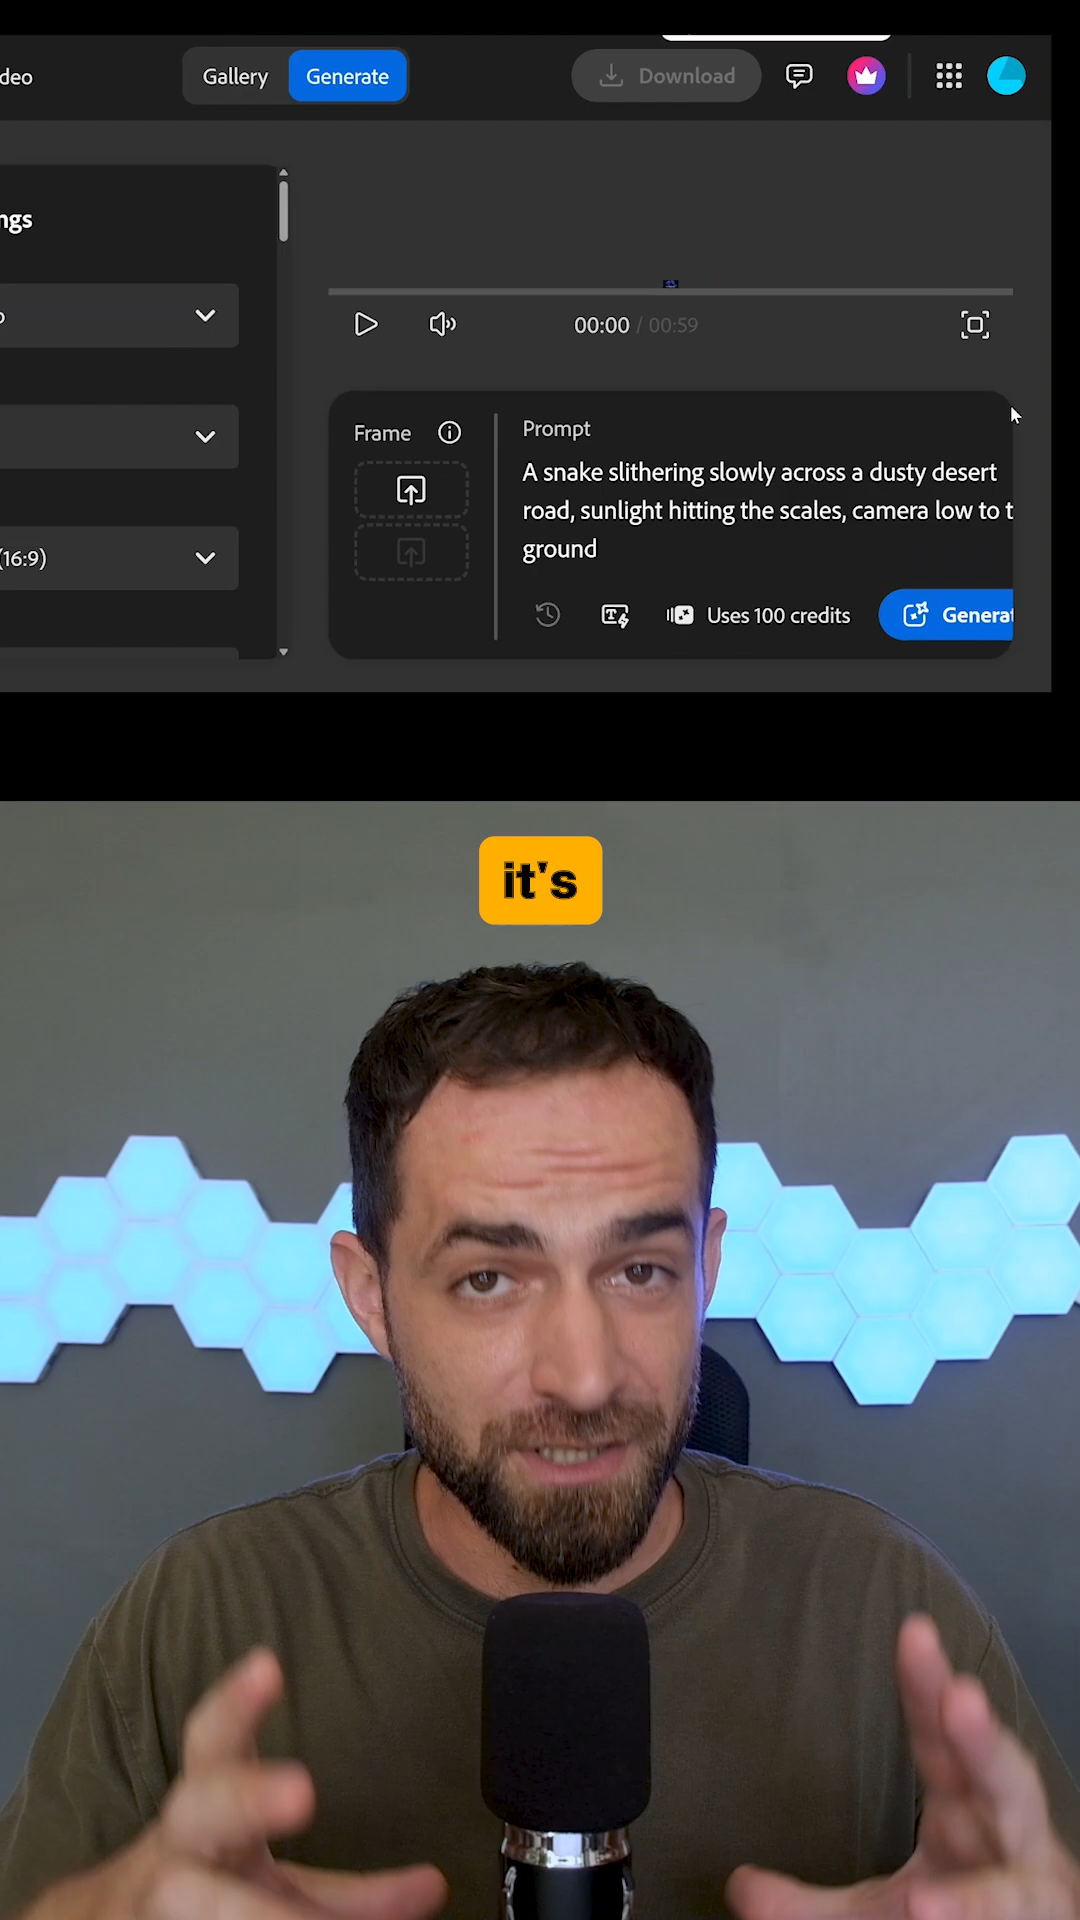 deo
Gallery
Generate
Download
ngs
(16:9)
00:00 / 00:59
Frame
Prompt
A snake slithering slowly across a dusty desert
road, sunlight hitting the scales, camera low to t
ground
Uses 100 credits
Generat
it's